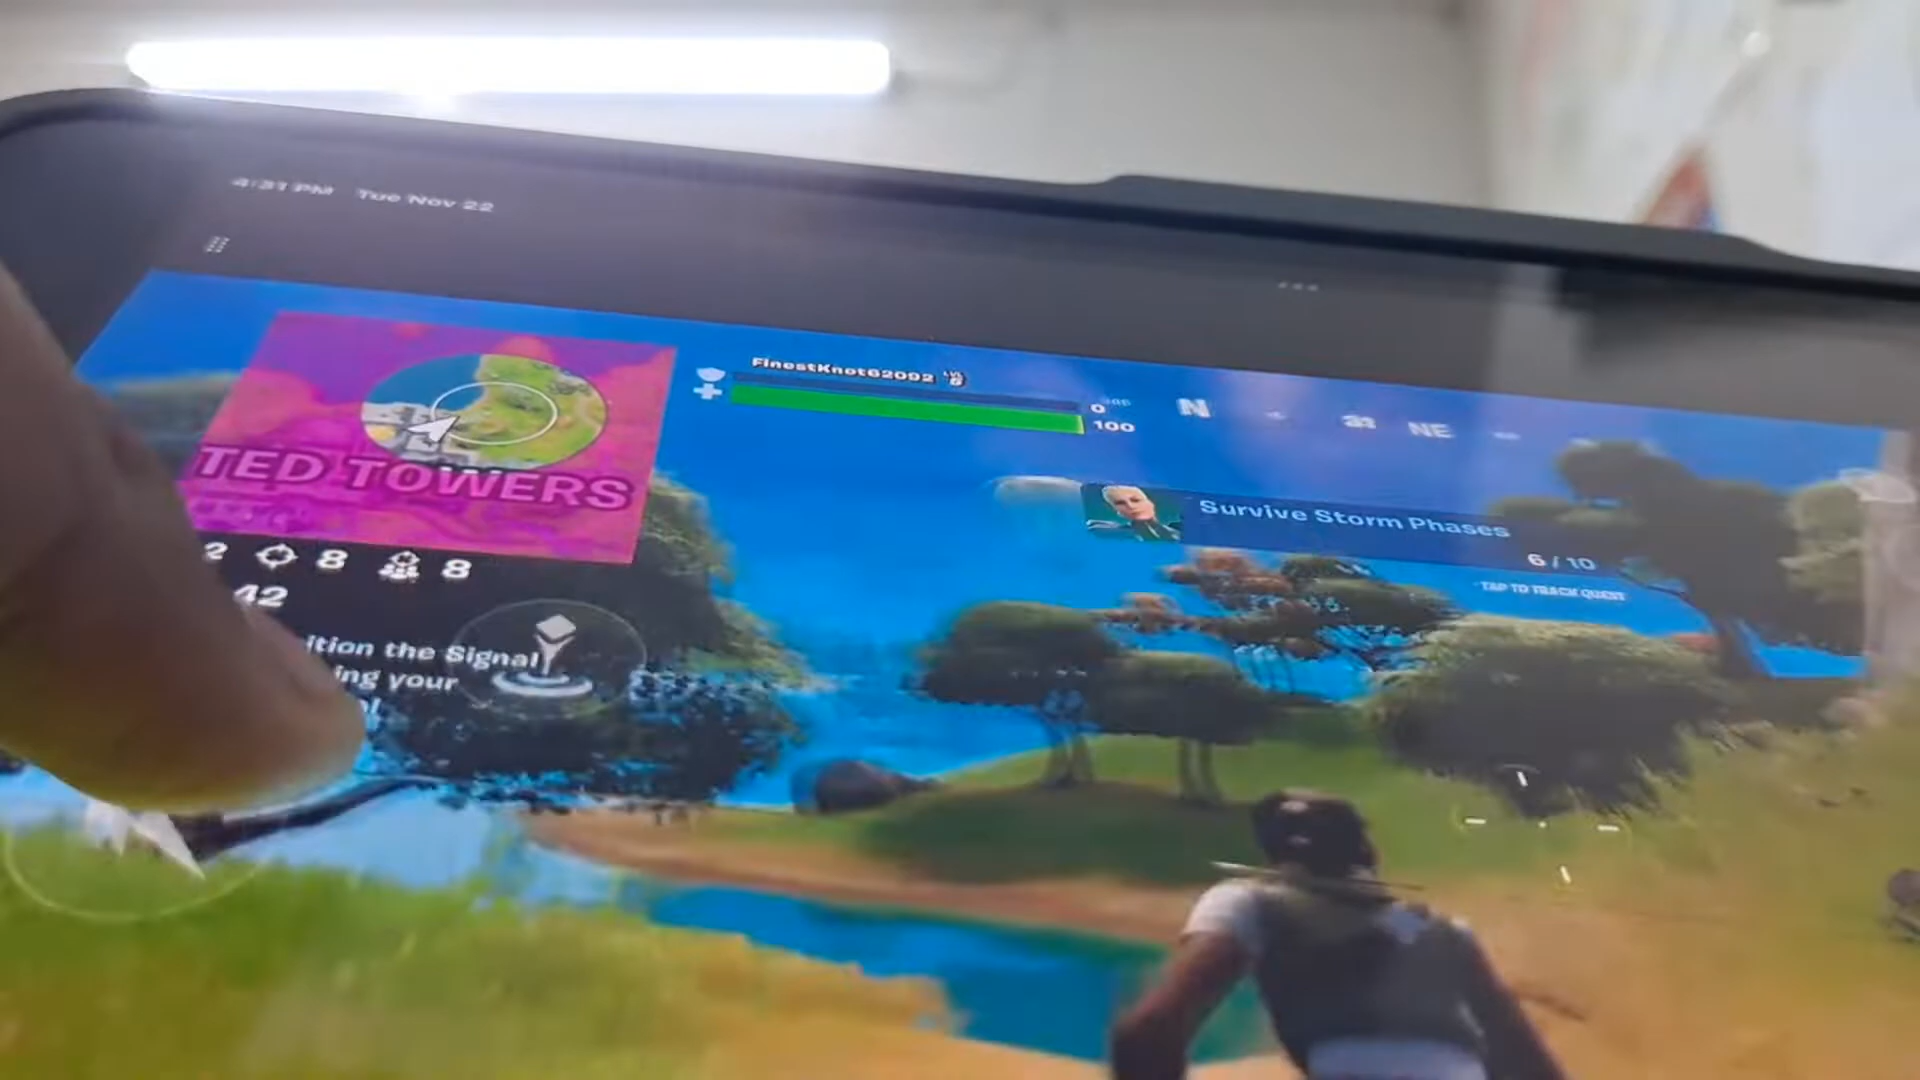 4:31 PM Tue Nov 22
TED TOWERS
FinestKnot62092
0
100
N
NE
Survive Storm Phases
6 / 10
TAP TO TRACK QUEST
2 8 8
42
ition the Signal
ing your